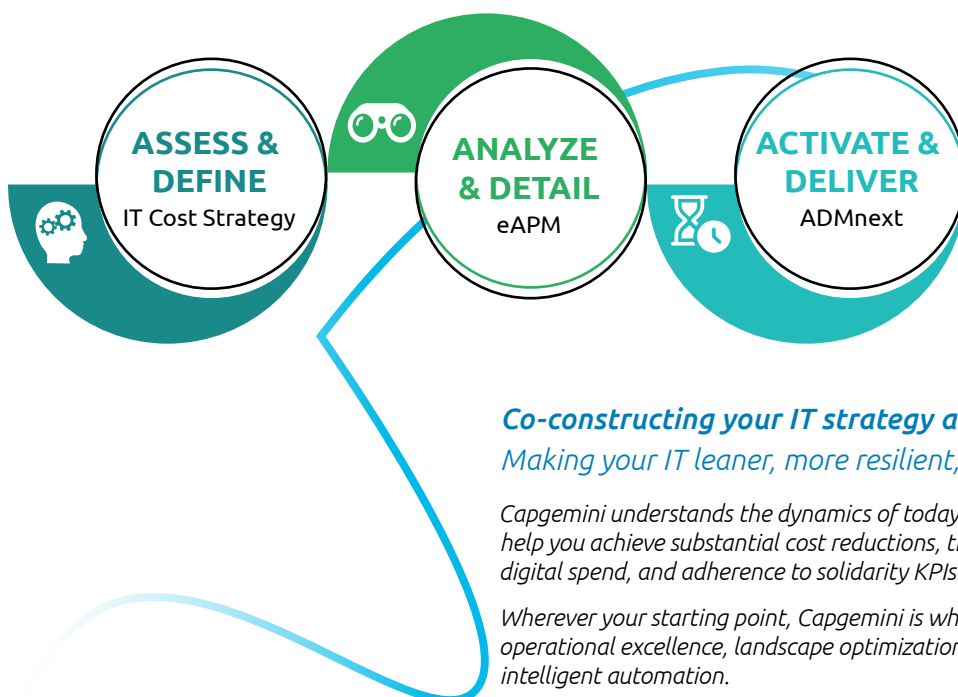 ASSESS &
DEFINE
IT Cost Strategy
ANALYZE
& DETAIL
eAPM
ACTIVATE &
DELIVER
ADMnext
Co-constructing your IT strategy a
Making your IT leaner, more resilient,
Capgemini understands the dynamics of today
help you achieve substantial cost reductions, t
digital spend, and adherence to solidarity KPIs
Wherever your starting point, Capgemini is wh
operational excellence, landscape optimization
intelligent automation.